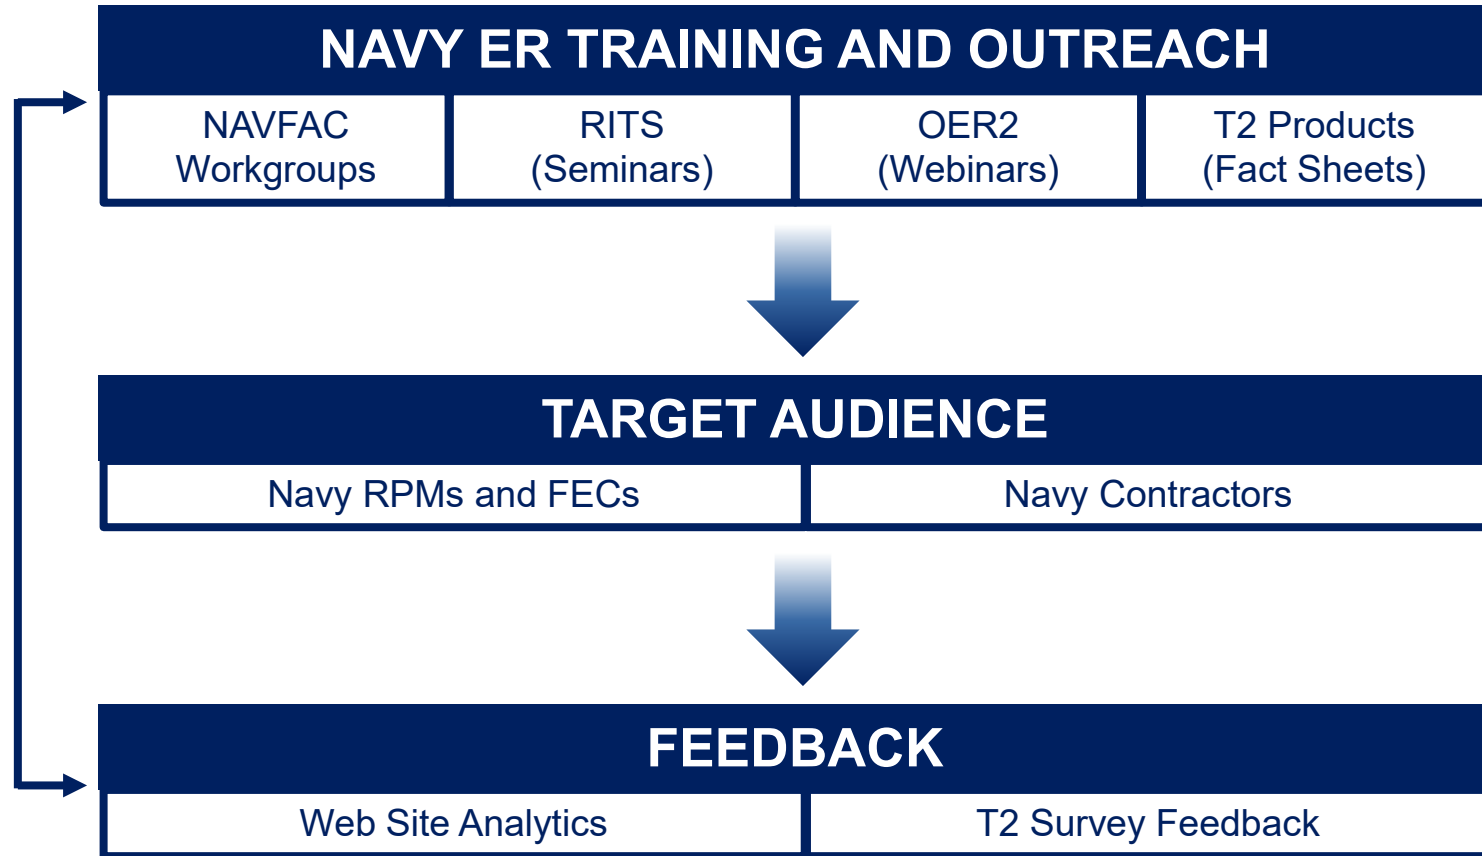 NAVY ER TRAINING AND OUTREACH
NAVFAC
Workgroups
RITS
(Seminars)
OER2
(Webinars)
T2 Products
(Fact Sheets)
TARGET AUDIENCE
Navy RPMs and FECs
Navy Contractors
FEEDBACK
Web Site Analytics
T2 Survey Feedback